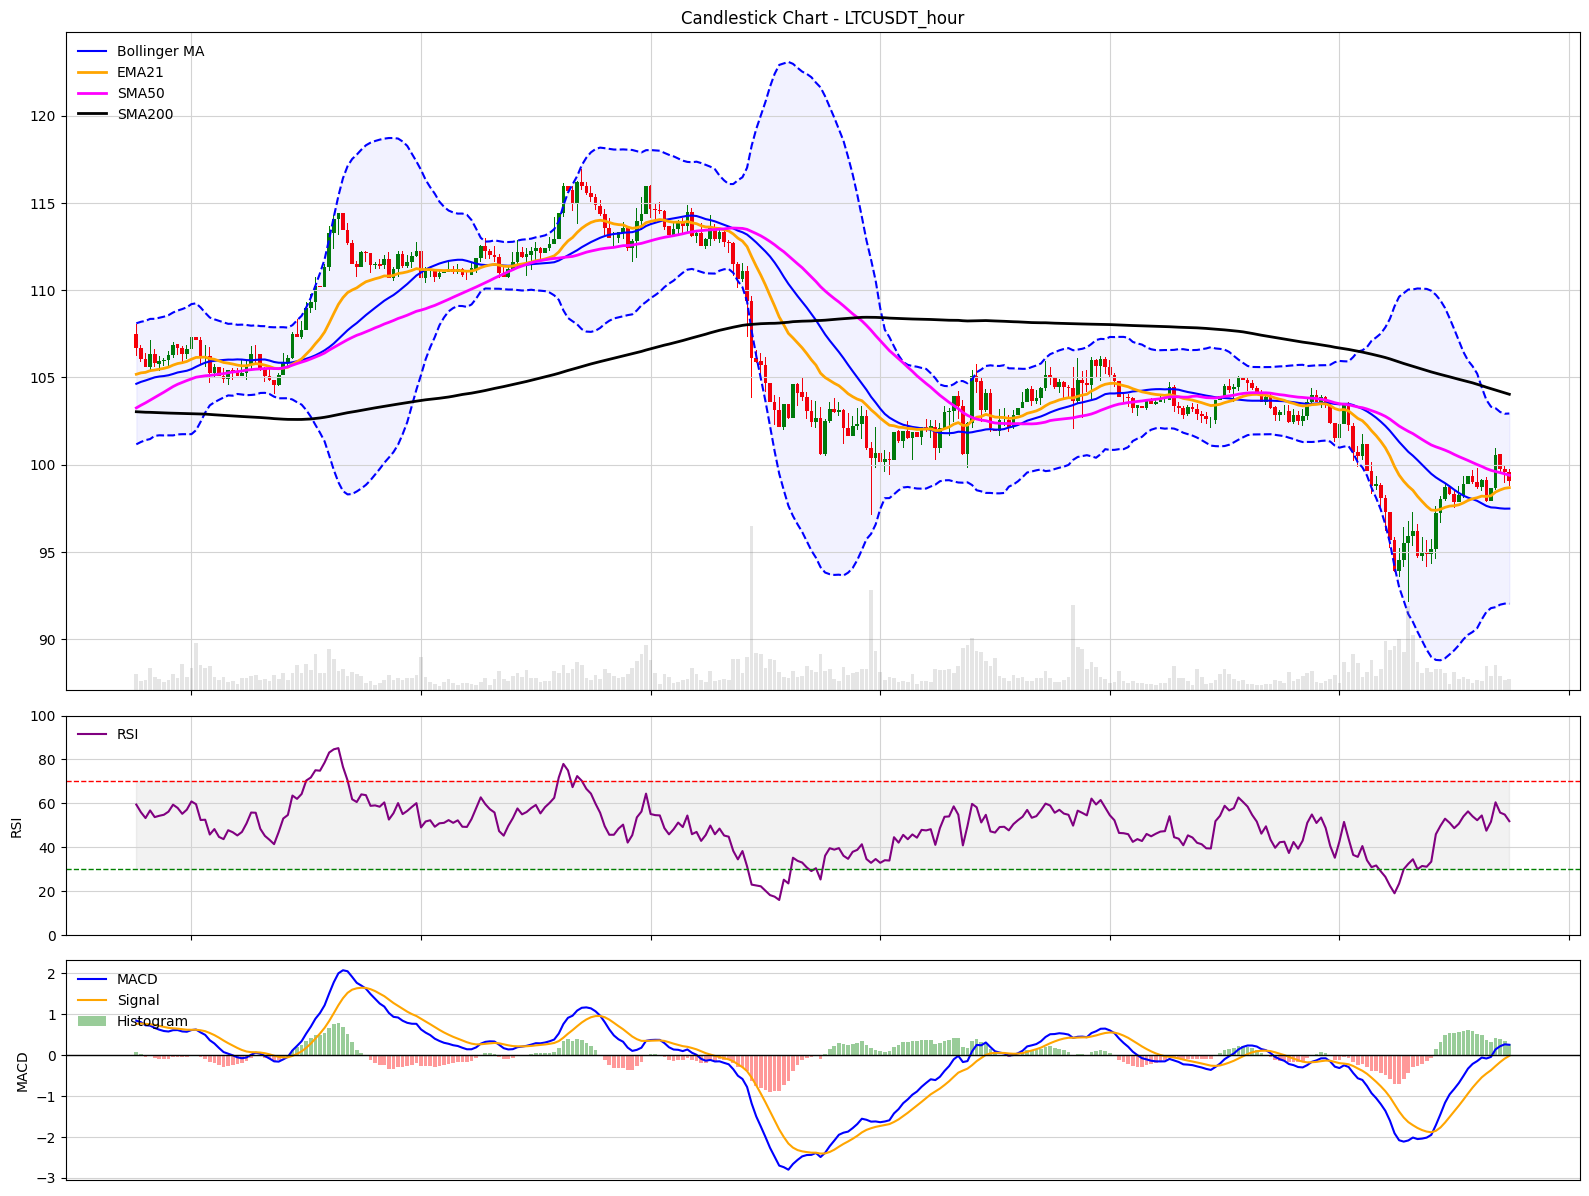 Candlestick Chart - LTCUSDT_hour
Bollinger MA
EMA21
SMA50
SMA200
120
115
110
105
100
95
90
RSI
100
80
60
40
20
0
RSI
MACD
Signal
Histogram
2
1
0
−1
−2
−3
MACD